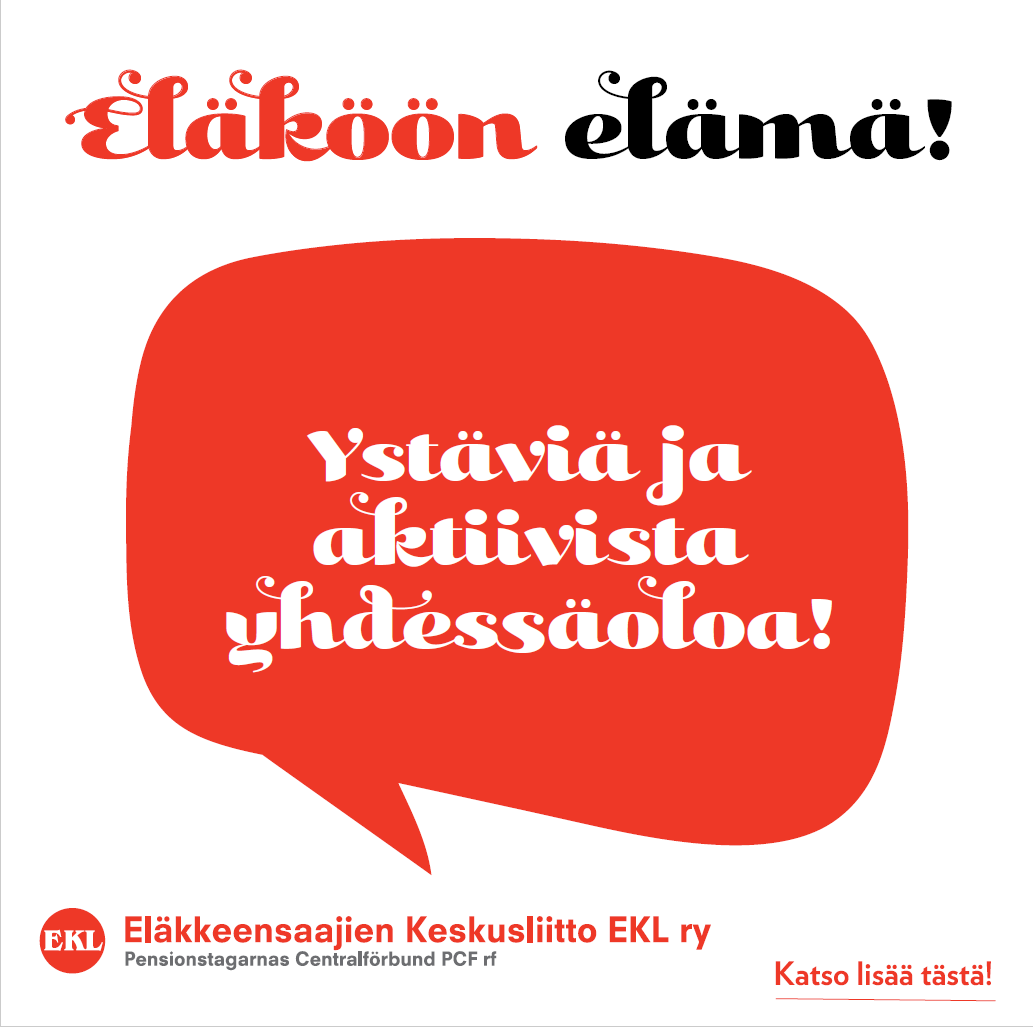 Eläköön elämä!
Ystäviä ja
aktiivista
yhdessäoloa!
EKL
Eläkkeensaajien Keskusliitto EKL ry
Pensionstagarnas Centralförbund PCF rf
Katso lisää tästä!